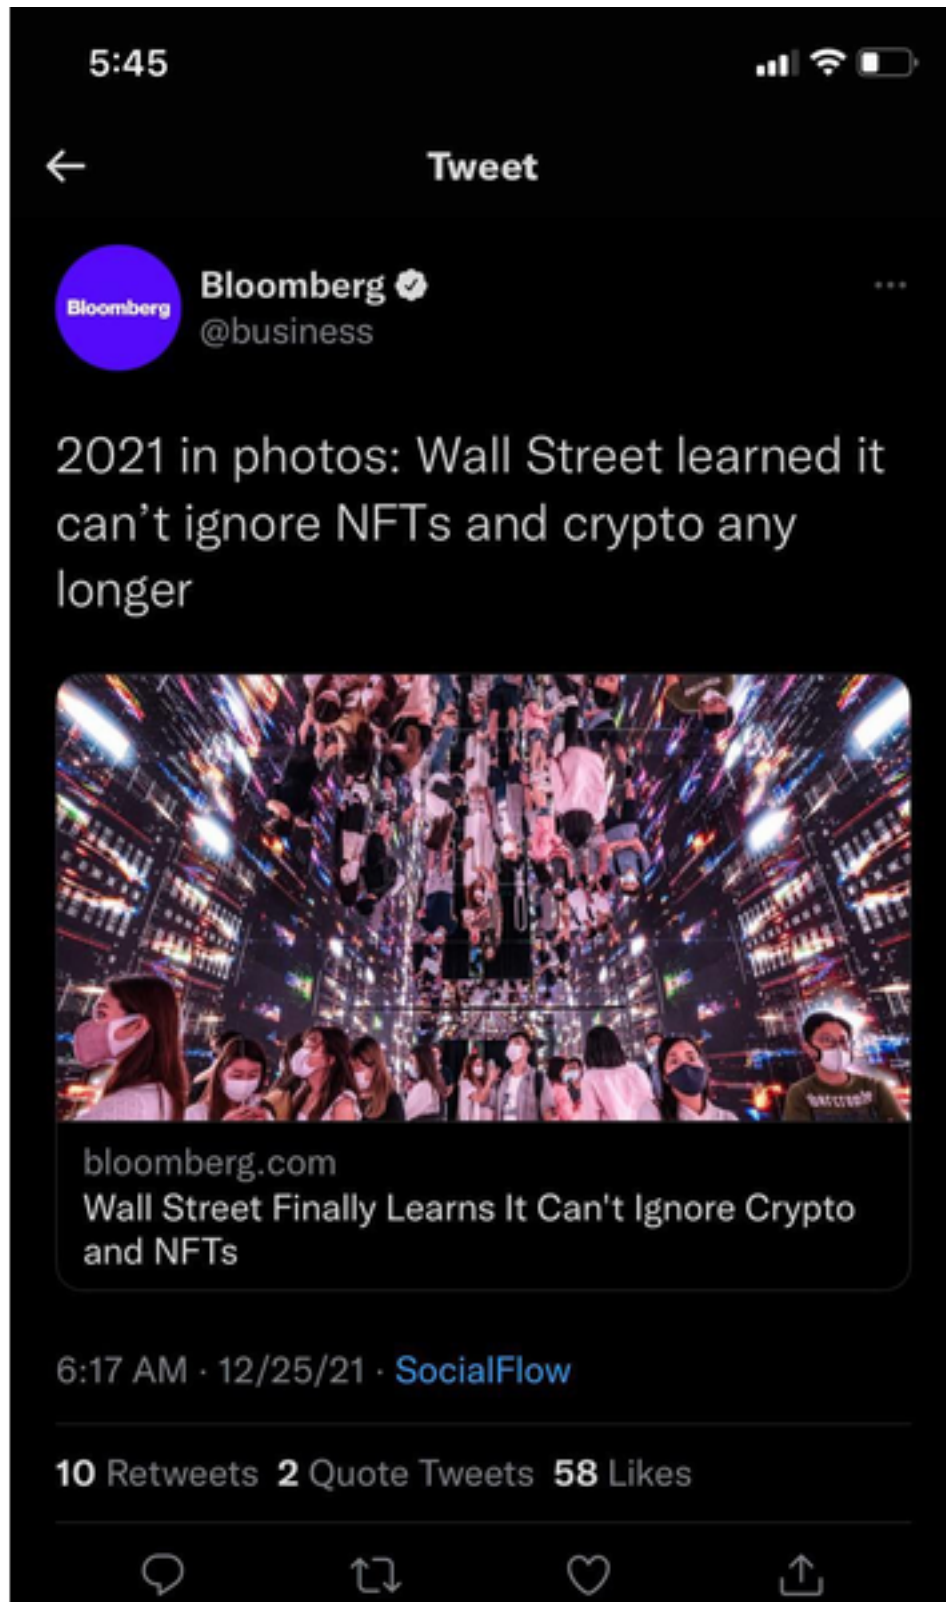 5:45
Tweet
Bloomberg
Bloomberg
@business
2021 in photos: Wall Street learned it
can’t ignore NFTs and crypto any
longer
bloomberg.com
Wall Street Finally Learns It Can't Ignore Crypto
and NFTs
6:17 AM · 12/25/21 · SocialFlow
10 Retweets 2 Quote Tweets 58 Likes